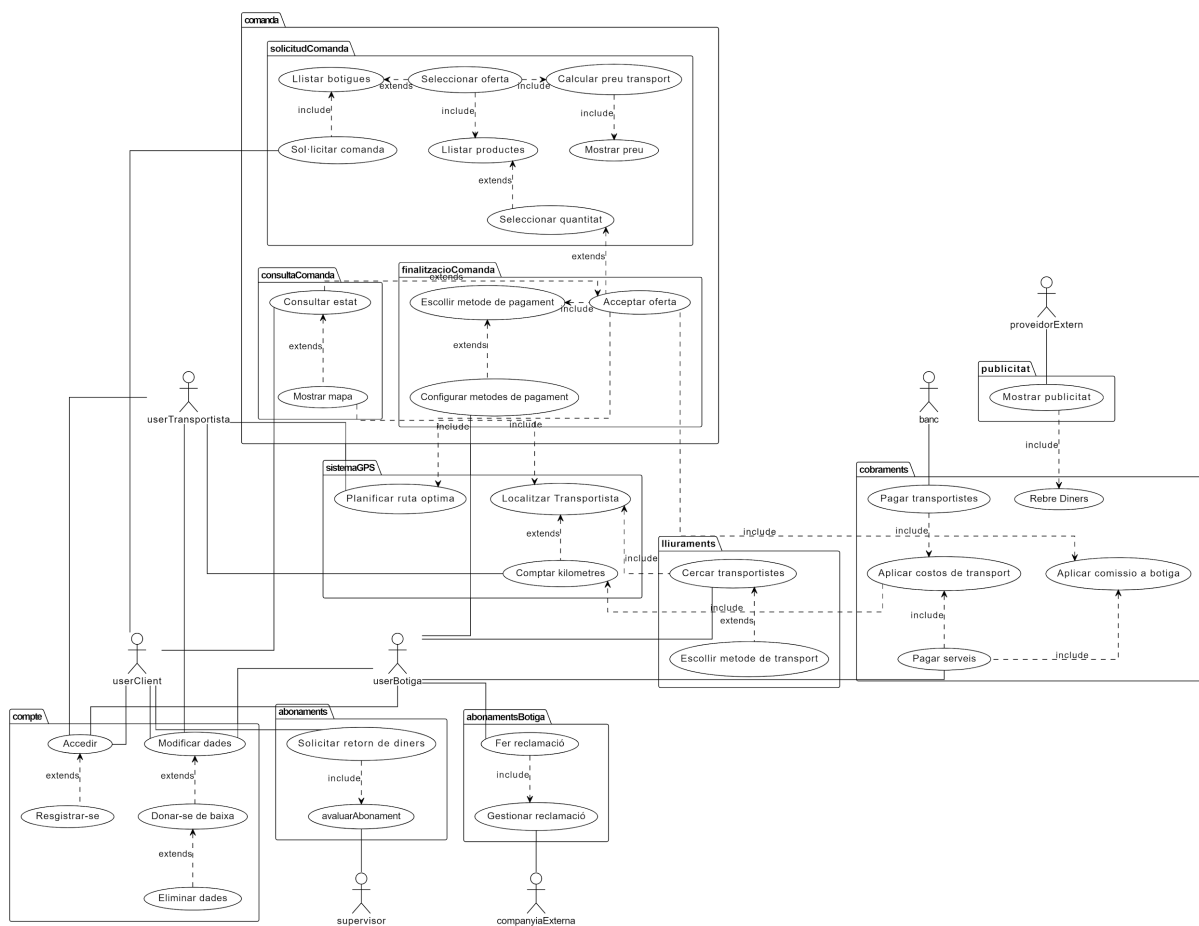 comanda
solicitudComanda
Llistar botigues
extends
Seleccionar oferta
include
Calcular preu transport
include
include
include
Sol·licitar comanda
Llistar productes
Mostrar preu
extends
Seleccionar quantitat
extends
consultaComanda
finalitzacioComanda
extends
Consultar estat
Escollir metode de pagament
include
Acceptar oferta
extends
extends
Mostrar mapa
Configurar metodes de pagament
include
include
proveidorExtern
publicitat
Mostrar publicitat
include
userTransportista
banc
sistemaGPS
Planificar ruta optima
Localitzar Transportista
extends
Comptar kilometres
include
cobraments
Pagar transportistes
Rebre Diners
include
include
Aplicar costos de transport
Aplicar comissio a botiga
include
include
Pagar serveis
include
lliuraments
Cercar transportistes
extends
Escollir metode de transport
userClient
userBotiga
compte
Accedir
Modificar dades
extends
extends
Resgistrar-se
Donar-se de baixa
extends
Eliminar dades
abonaments
Solicitar retorn de diners
include
avaluarAbonament
supervisor
abonamentsBotiga
Fer reclamació
include
Gestionar reclamació
companyiaExterna